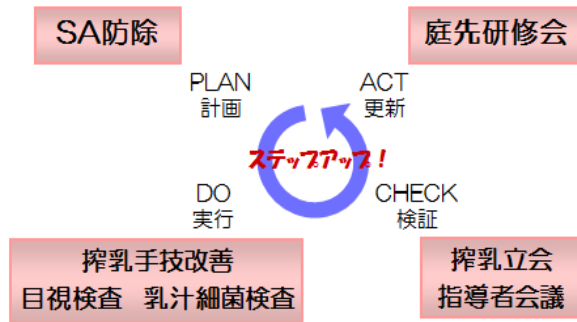 SA防除
庭先研修会
PLAN
計画
ACT
更新
ステップアップ！
DO
実行
CHECK
検証
搾乳手技改善
目視検査 乳汁細菌検査
搾乳立会
指導者会議